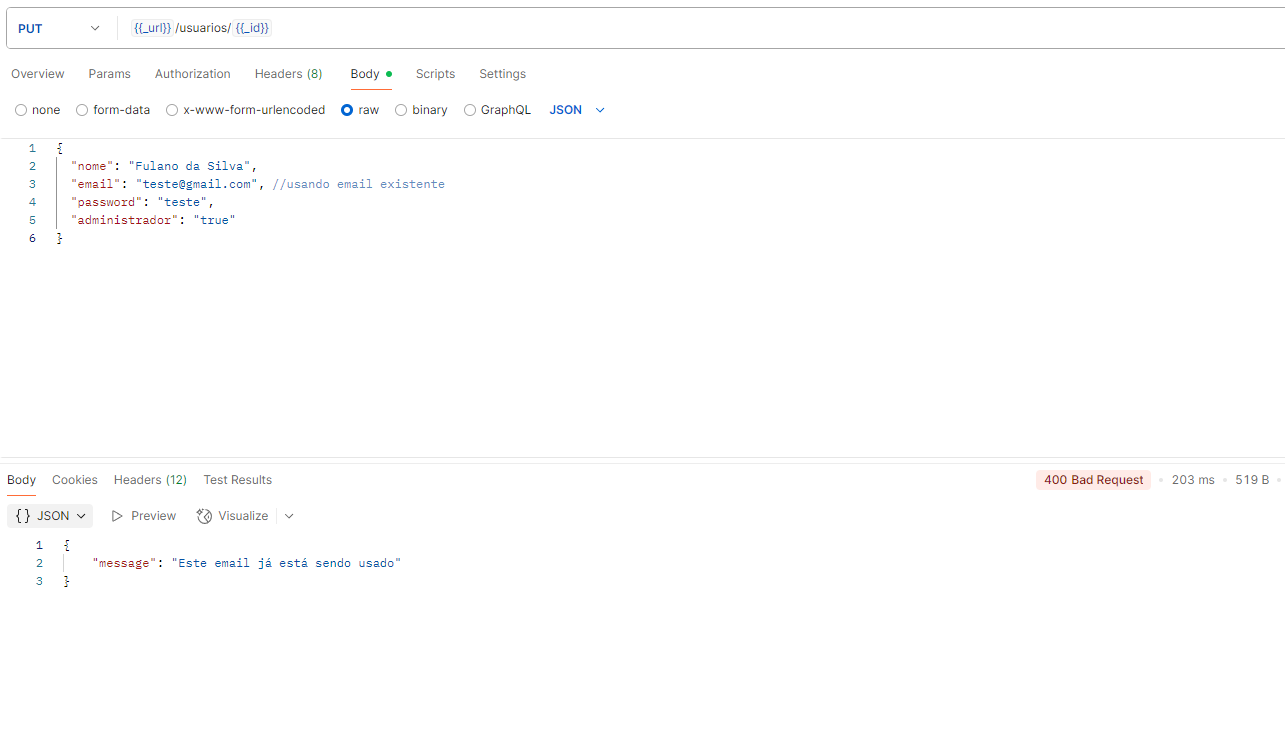 PUT {{_url}} /usuarios/ {{_id}}
Overview Params Authorization Headers (8) Body Scripts Settings
none form-data x-www-form-urlencoded raw binary GraphQL JSON
1 {
2 "nome": "Fulano da Silva",
3 "email": "teste@gmail.com", //usando email existente
4 "password": "teste",
5 "administrador": "true"
6 }
Body Cookies Headers (12) Test Results 400 Bad Request 203 ms 519 B
{} JSON Preview Visualize
1 {
2 "message": "Este email já está sendo usado"
3 }